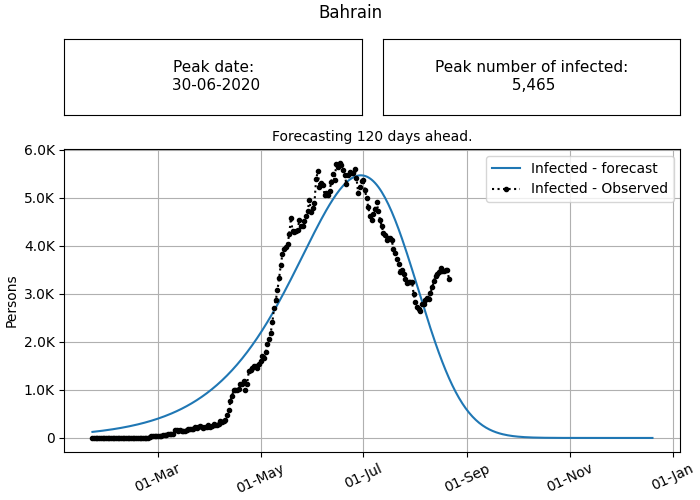 Bahrain
Peak date:
30-06-2020
Peak number of infected:
5,465
Forecasting 120 days ahead.
6.0K
5.0K
4.0K
3.0K
2.0K
1.0K
0
Persons
Infected - forecast
Infected - Observed
01-Mar
01-May
01-Jul
01-Sep
01-Nov
01-Jan